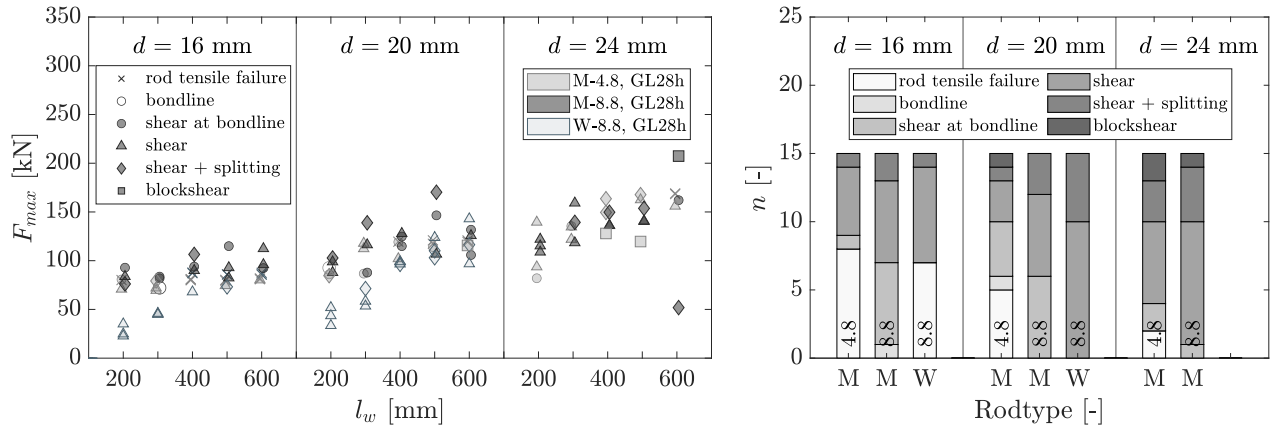 350
300
250
200
150
100
50
0
F_max [kN]
d = 16 mm
d = 20 mm
d = 24 mm
rod tensile failure
bondline
shear at bondline
shear
shear + splitting
blockshear
M-4.8, GL28h
M-8.8, GL28h
W-8.8, GL28h
200 400 600 200 400 600 200 400 600
l_w [mm]
25
20
15
10
5
0
n [-]
d = 16 mm
d = 20 mm
d = 24 mm
rod tensile failure
bondline
shear at bondline
shear
shear + splitting
blockshear
4.8 8.8 8.8 4.8 8.8 8.8 4.8 8.8
M M W M M W M M
Rodtype [-]